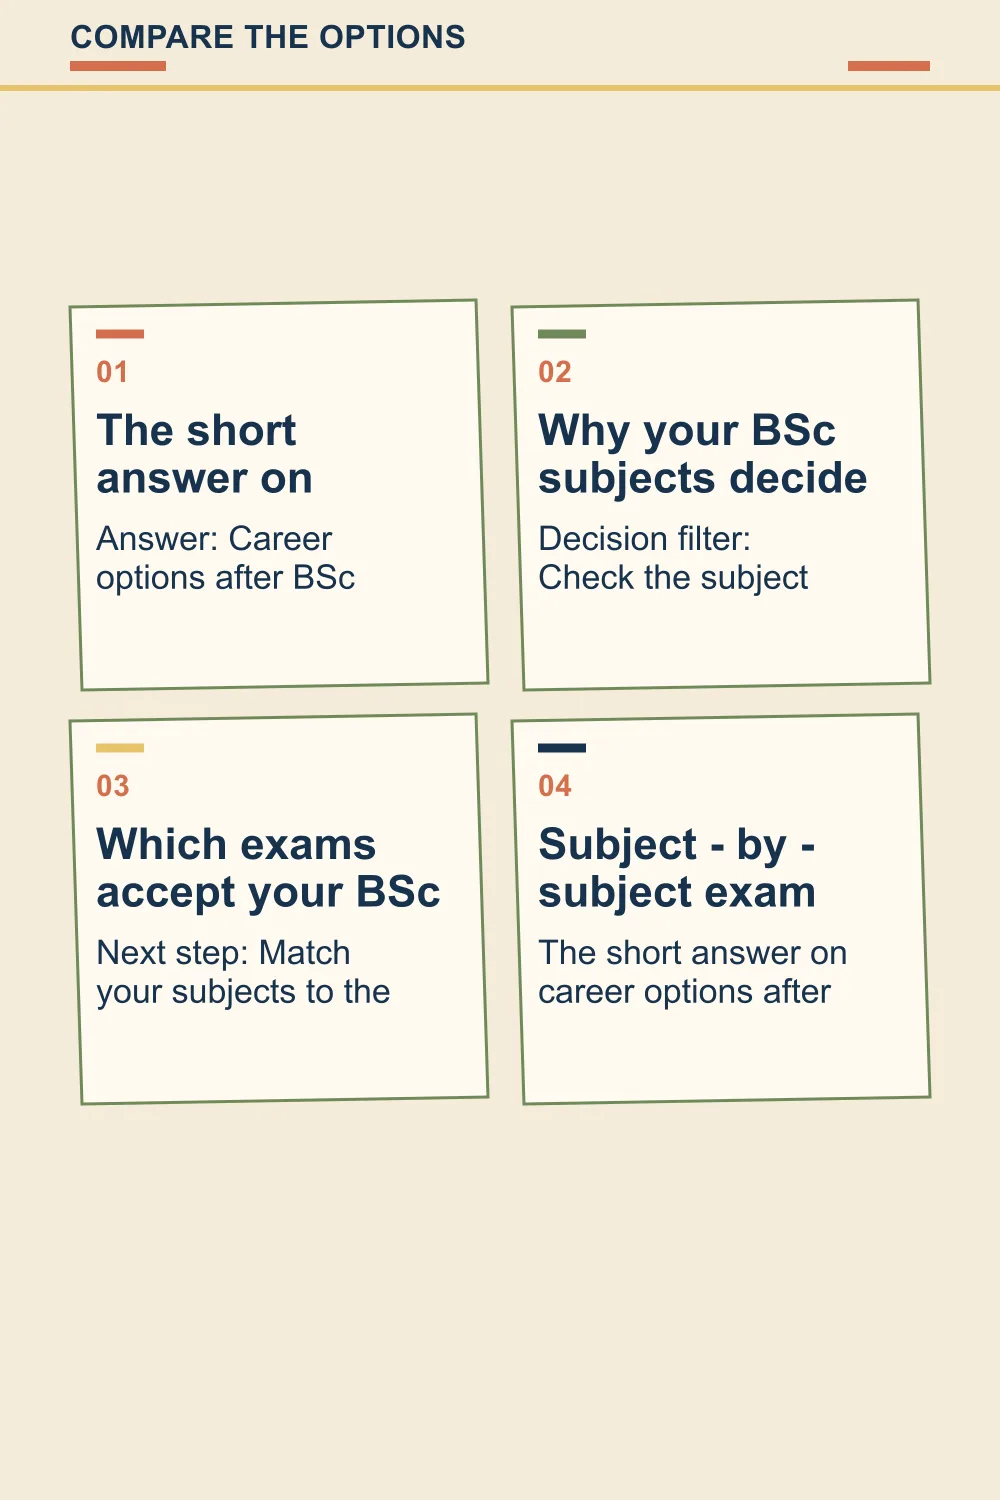 COMPARE THE OPTIONS
01
The short
answer on
Answer: Career
options after BSc
02
Why your BSc
subjects decide
Decision filter:
Check the subject
03
Which exams
accept your BSc
Next step: Match
your subjects to the
04
Subject - by -
subject exam
The short answer on
career options after